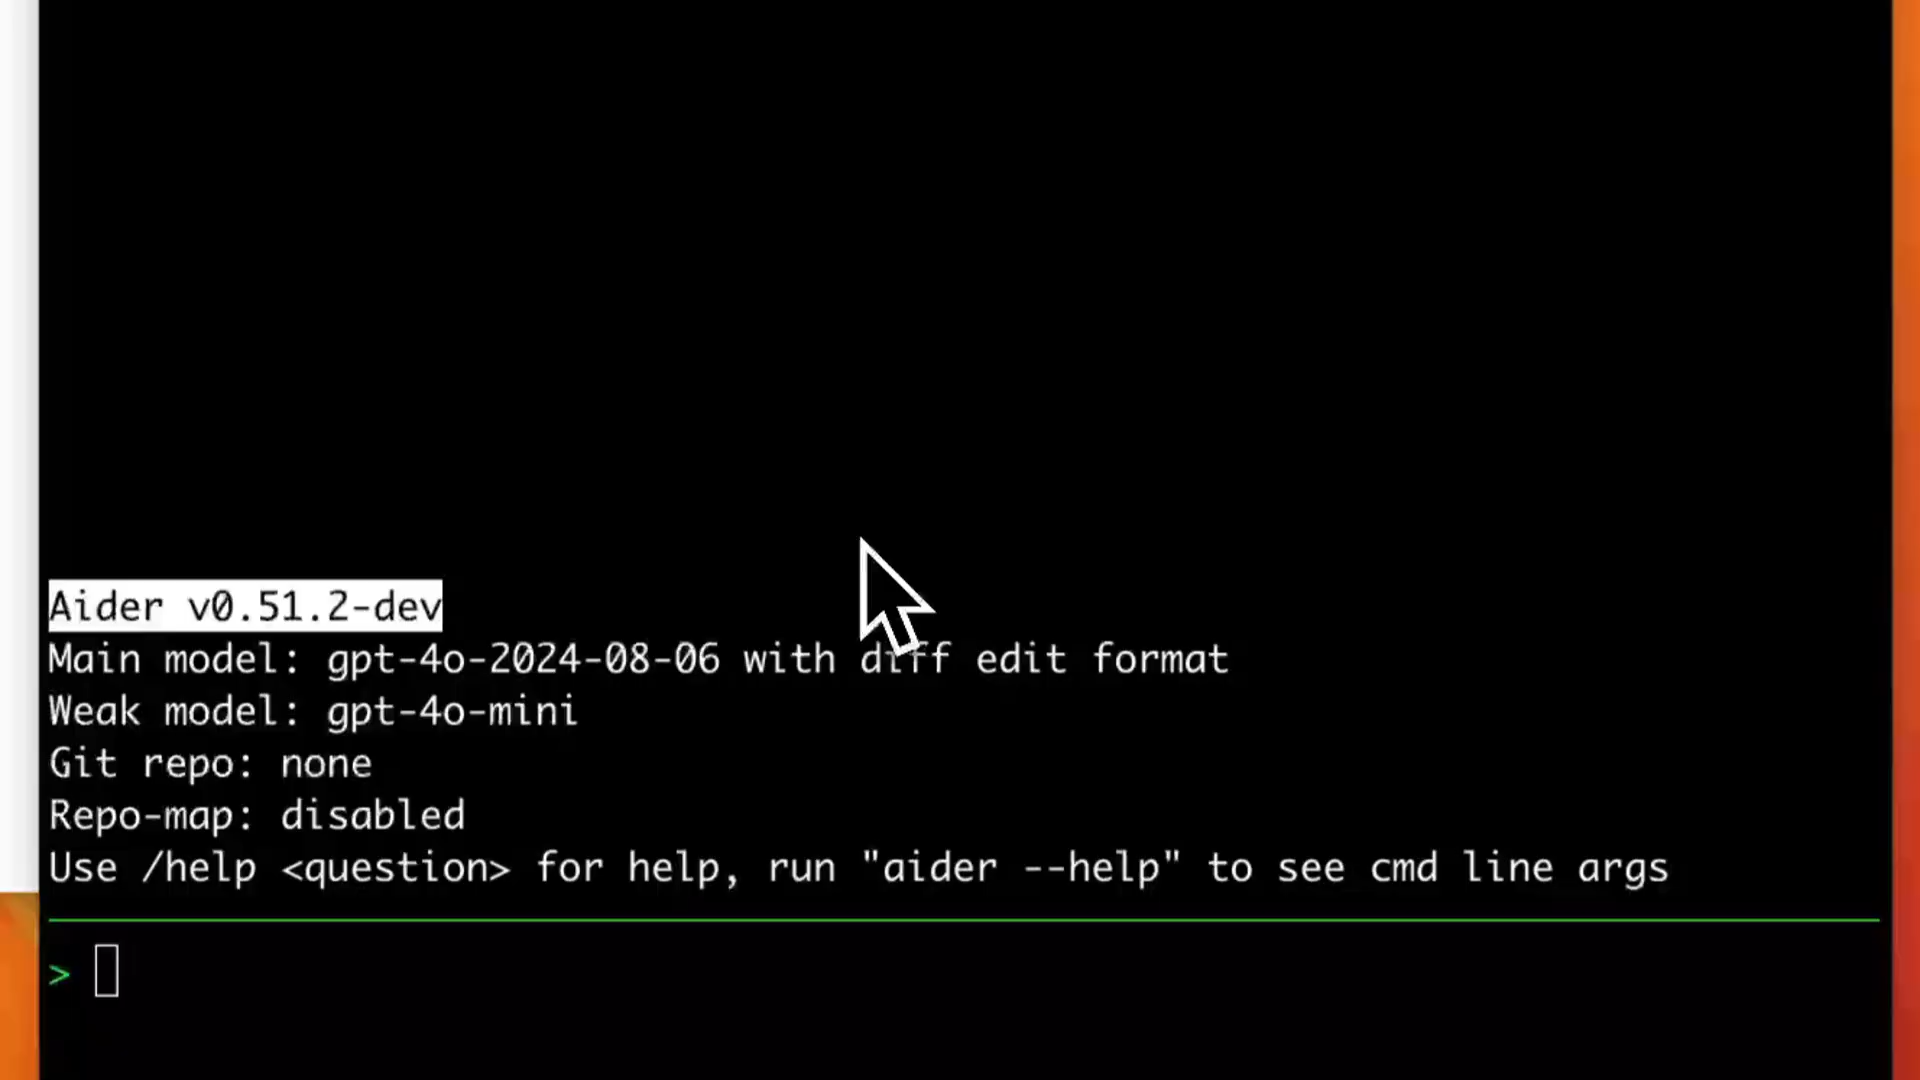 Aider v0.51.2-dev
Main model: gpt-4o-2024-08-06 with diff edit format
Weak model: gpt-4o-mini
Git repo: none
Repo-map: disabled
Use /help <question> for help, run "aider --help" to see cmd line args
>